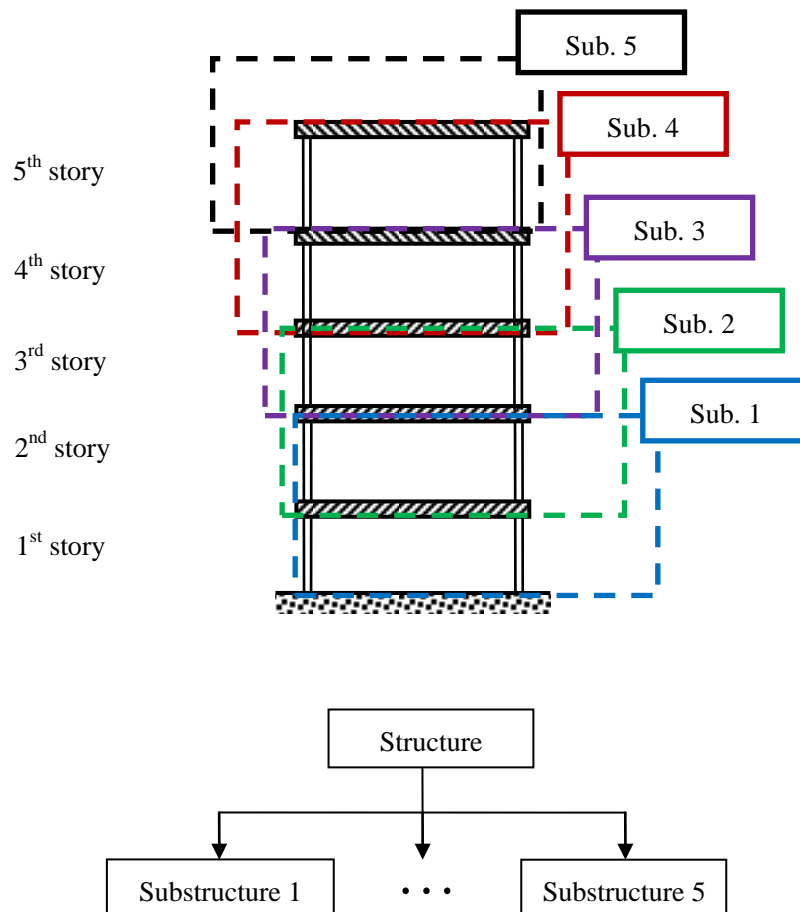 Sub. 5
Sub. 4
5th story
Sub. 3
4th story
Sub. 2
3rd story
Sub. 1
2nd story
1st story
Structure
Substructure 1
• • •
Substructure 5